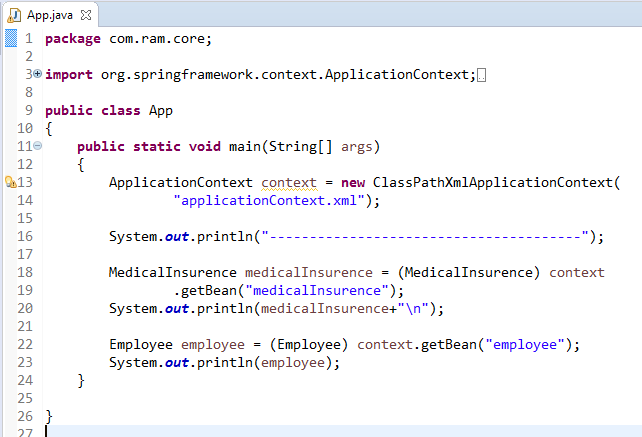 App.java
1 package com.ram.core;
2
3 import org.springframework.context.ApplicationContext;
8
9 public class App
10 {
11     public static void main(String[] args)
12     {
13         ApplicationContext context = new ClassPathXmlApplicationContext(
14                 "applicationContext.xml");
15
16         System.out.println("---------------------------------------");
17
18         MedicalInsurence medicalInsurence = (MedicalInsurence) context
19                 .getBean("medicalInsurence");
20         System.out.println(medicalInsurence+"\n");
21
22         Employee employee = (Employee) context.getBean("employee");
23         System.out.println(employee);
24     }
25
26 }
27